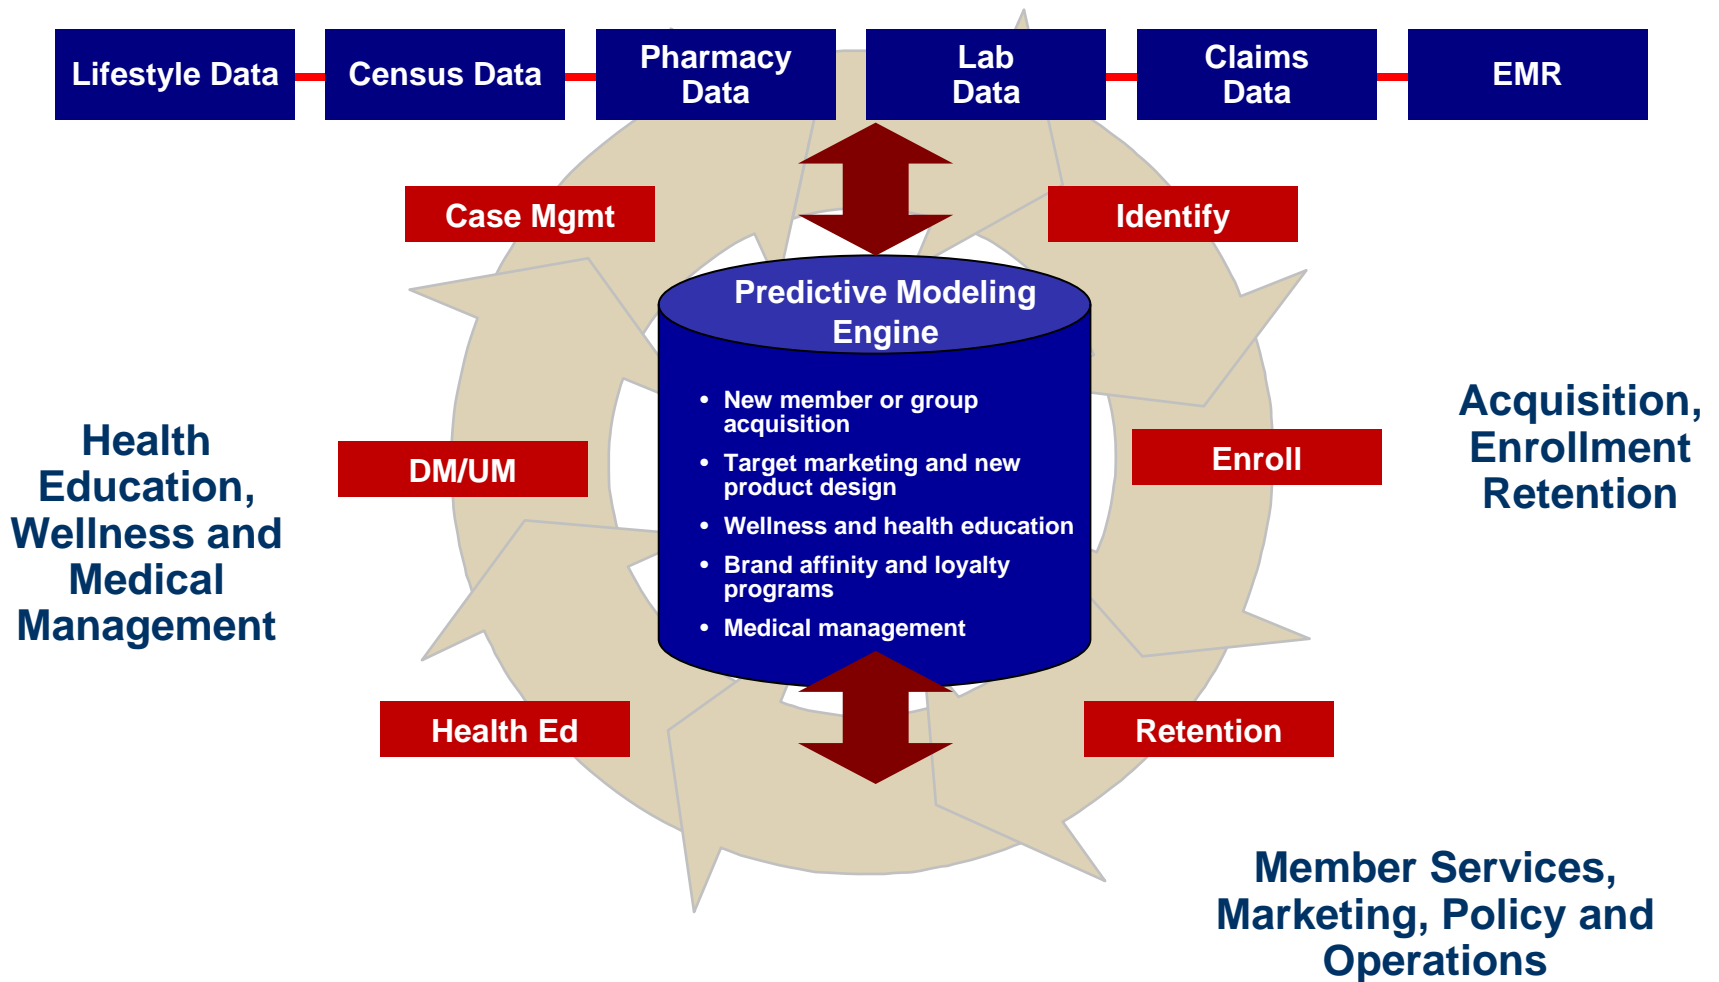 Lifestyle Data
Census Data
Pharmacy
Data
Lab
Data
Claims
Data
EMR
Case Mgmt
Identify
Predictive Modeling
Engine
• New member or group
acquisition
• Target marketing and new
product design
• Wellness and health education
• Brand affinity and loyalty
programs
• Medical management
DM/UM
Enroll
Health Ed
Retention
Health
Education,
Wellness and
Medical
Management
Acquisition,
Enrollment
Retention
Member Services,
Marketing, Policy and
Operations